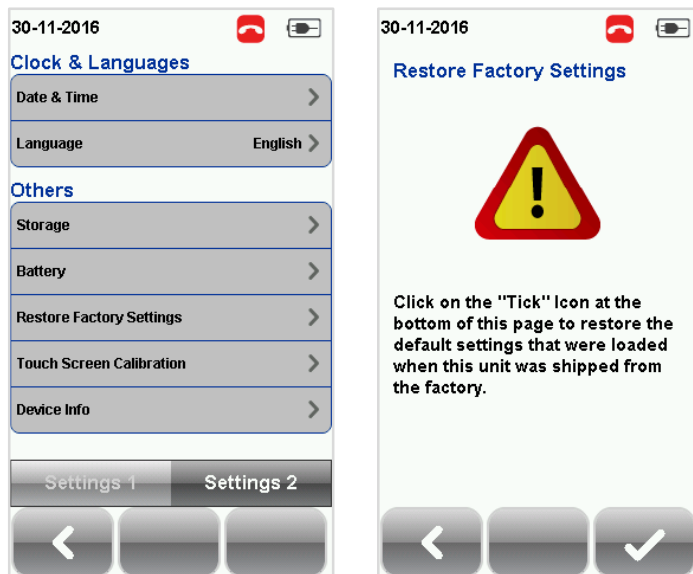 30-11-2016
Clock & Languages
Date & Time
Language English
Others
Storage
Battery
Restore Factory Settings
Touch Screen Calibration
Device Info
Settings 1 Settings 2
30-11-2016
Restore Factory Settings
!
Click on the "Tick" Icon at the
bottom of this page to restore the
default settings that were loaded
when this unit was shipped from
the factory.